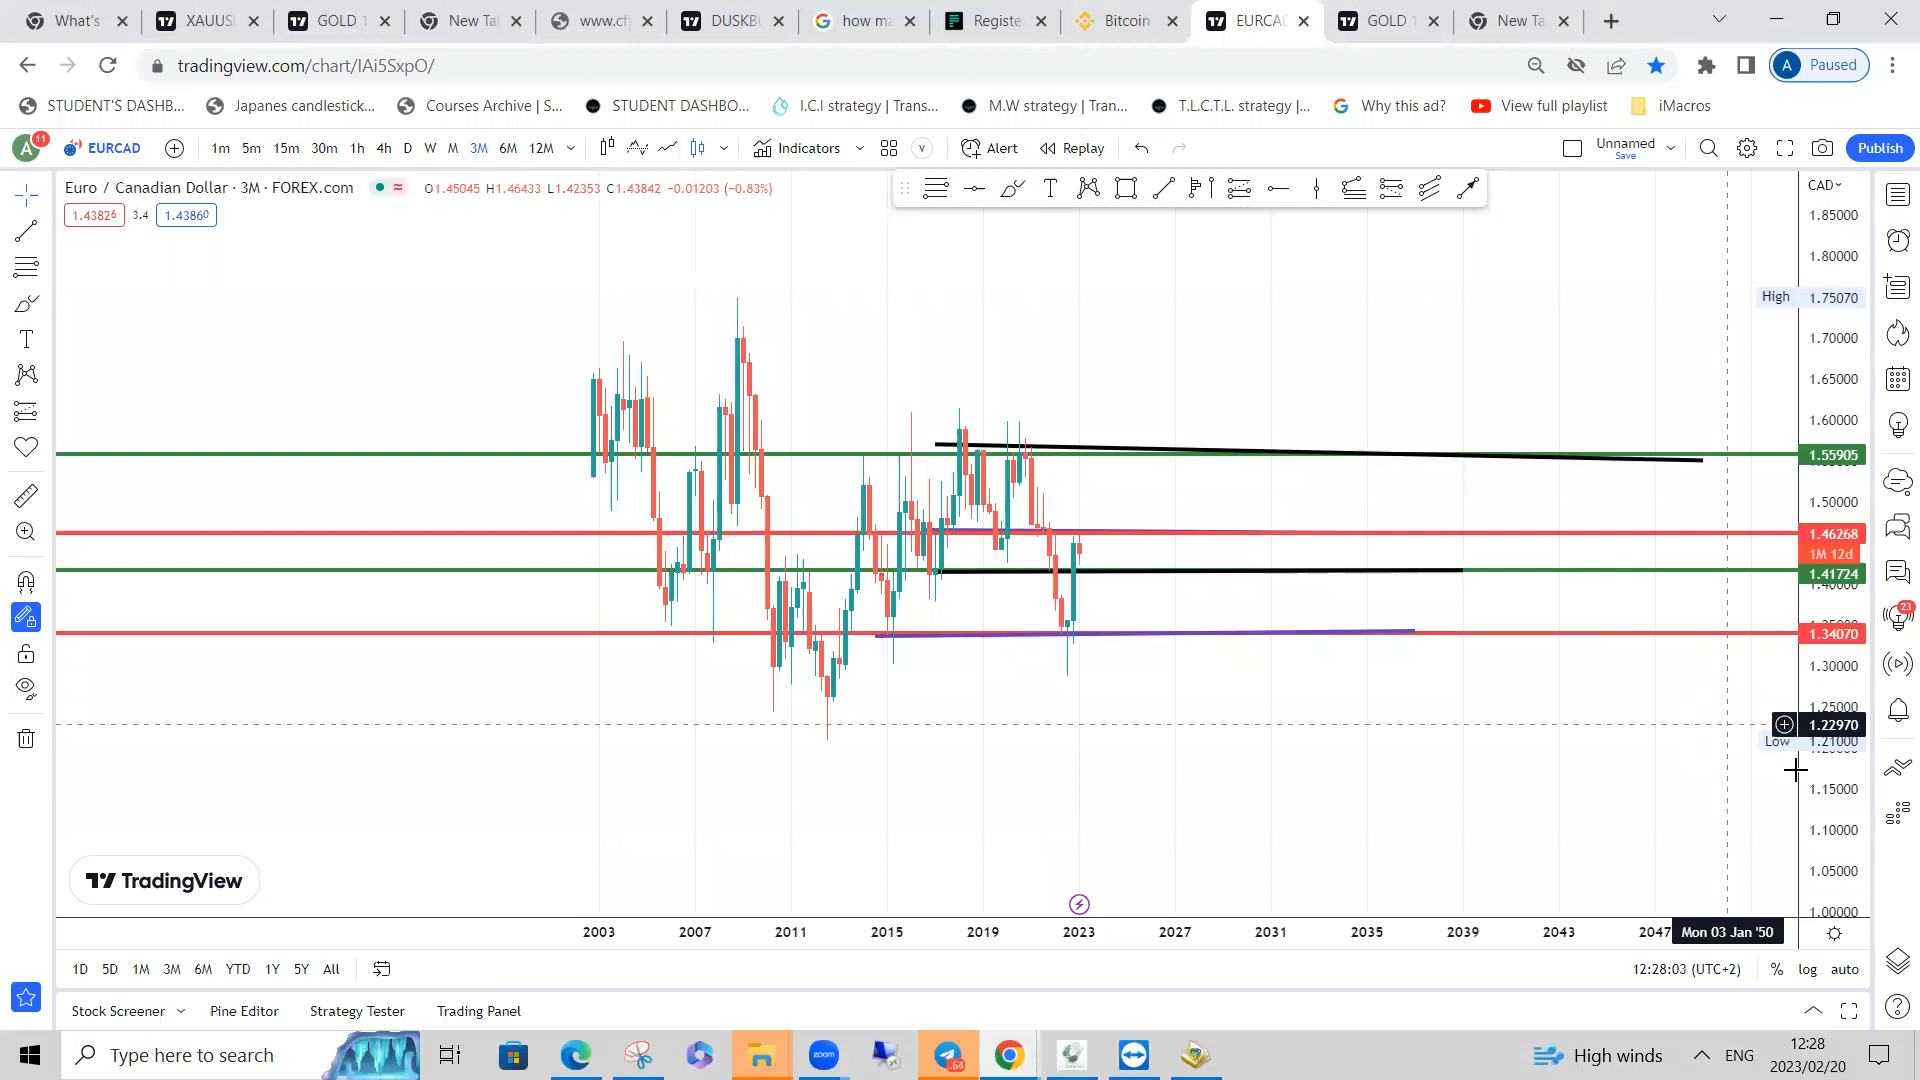 What's
XAUUS
GOLD 1
New Ta
www.cf
DUSKB
how ma
Registe
Bitcoin
EURCA
GOLD 1
New Ta
tradingview.com/chart/IAi5SxpO/
A Paused
STUDENT'S DASHB...
Japanes candlestick...
Courses Archive | S...
STUDENT DASHBO...
I.C.I strategy | Trans...
M.W strategy | Tran...
T.L.C.T.L. strategy |...
Why this ad?
View full playlist
iMacros
A 11 EURCAD 1m 5m 15m 30m 1h 4h D W M 3M 6M 12M Indicators Alert Replay Unnamed Save Publish
Euro / Canadian Dollar · 3M · FOREX.com O1.45045 H1.46433 L1.42353 C1.43842 −0.01203 (−0.83%)
CAD
1.43826 3.4 1.43860
1.85000
1.80000
High 1.75070
1.70000
1.65000
1.60000
1.55905
1.50000
1.46268
1M 12d
1.41724
1.34070
1.30000
1.25000
1.22970
Low 1.21000
1.15000
1.10000
1.05000
1.00000
23
TradingView
2003 2007 2011 2015 2019 2023 2027 2031 2035 2039 2043 2047 Mon 03 Jan '50
1D 5D 1M 3M 6M YTD 1Y 5Y All
12:28:03 (UTC+2) % log auto
Stock Screener Pine Editor Strategy Tester Trading Panel
Type here to search
zoom
64
High winds
ENG
12:28
2023/02/20